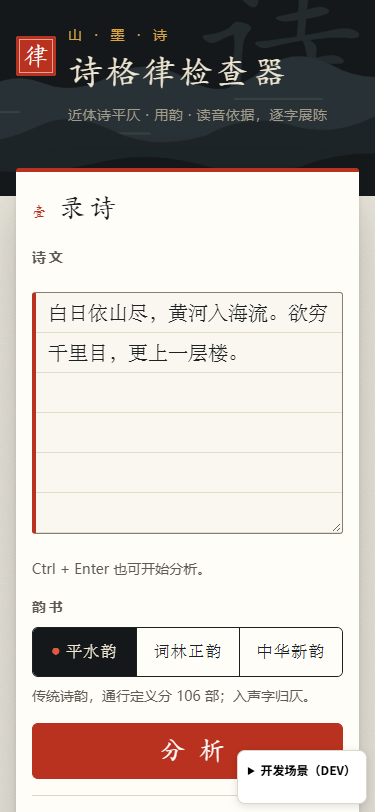 律
山 · 墨 · 诗
诗格律检查器
近体诗平仄 · 用韵 · 读音依据，逐字展陈
壹 录诗
诗文
白日依山尽，黄河入海流。欲穷
千里目，更上一层楼。
Ctrl + Enter 也可开始分析。
韵书
平水韵 词林正韵 中华新韵
传统诗韵，通行定义分 106 部；入声字归仄。
分 析
▶ 开发场景（DEV）